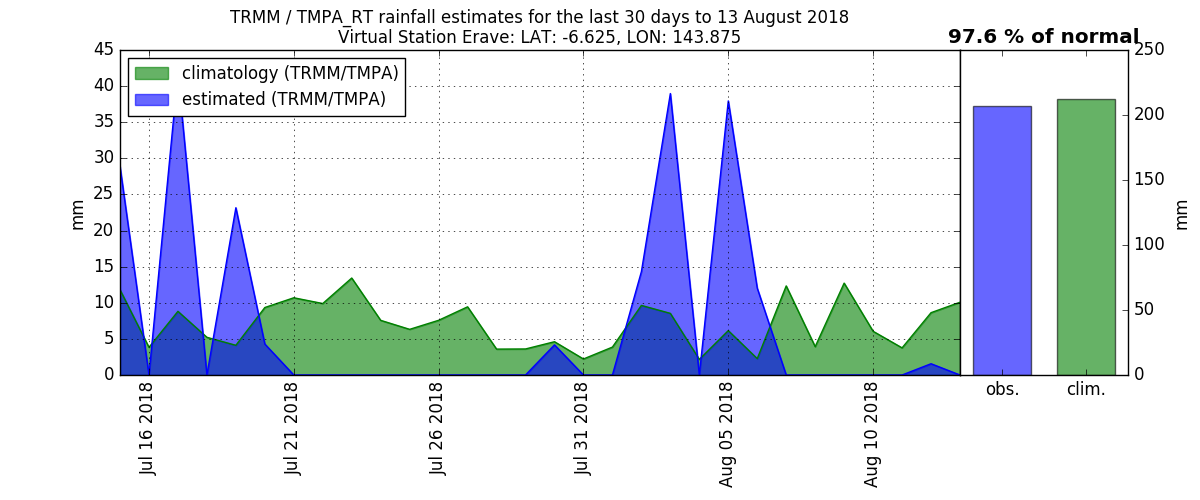 TRMM / TMPA_RT rainfall estimates for the last 30 days to 13 August 2018
Virtual Station Erave: LAT: -6.625, LON: 143.875
97.6 % of normal
climatology (TRMM/TMPA)
estimated (TRMM/TMPA)
45
40
35
30
25
20
15
10
5
0
mm
Jul 16 2018
Jul 21 2018
Jul 26 2018
Jul 31 2018
Aug 05 2018
Aug 10 2018
obs.
clim.
250
200
150
100
50
0
mm